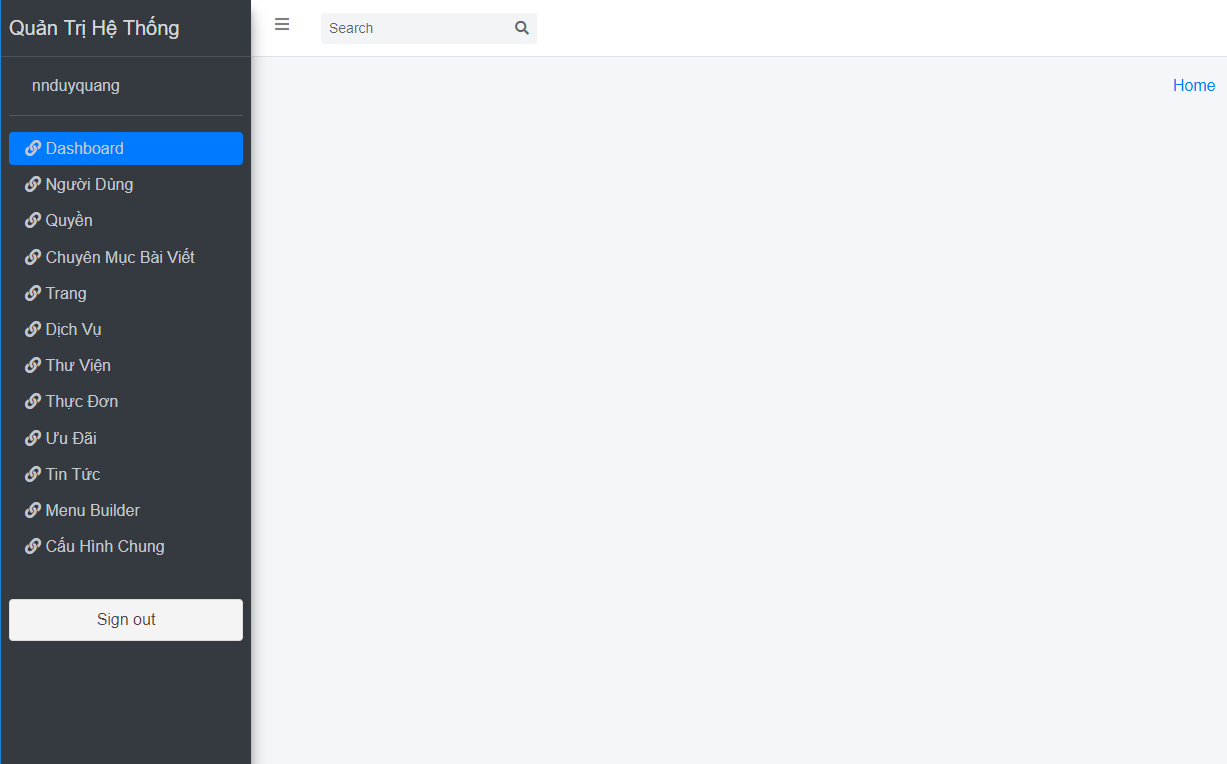 Quản Trị Hệ Thống
Search
nnduyquang
Home
Dashboard
Người Dùng
Quyền
Chuyên Mục Bài Viết
Trang
Dịch Vụ
Thư Viện
Thực Đơn
Ưu Đãi
Tin Tức
Menu Builder
Cấu Hình Chung
Sign out